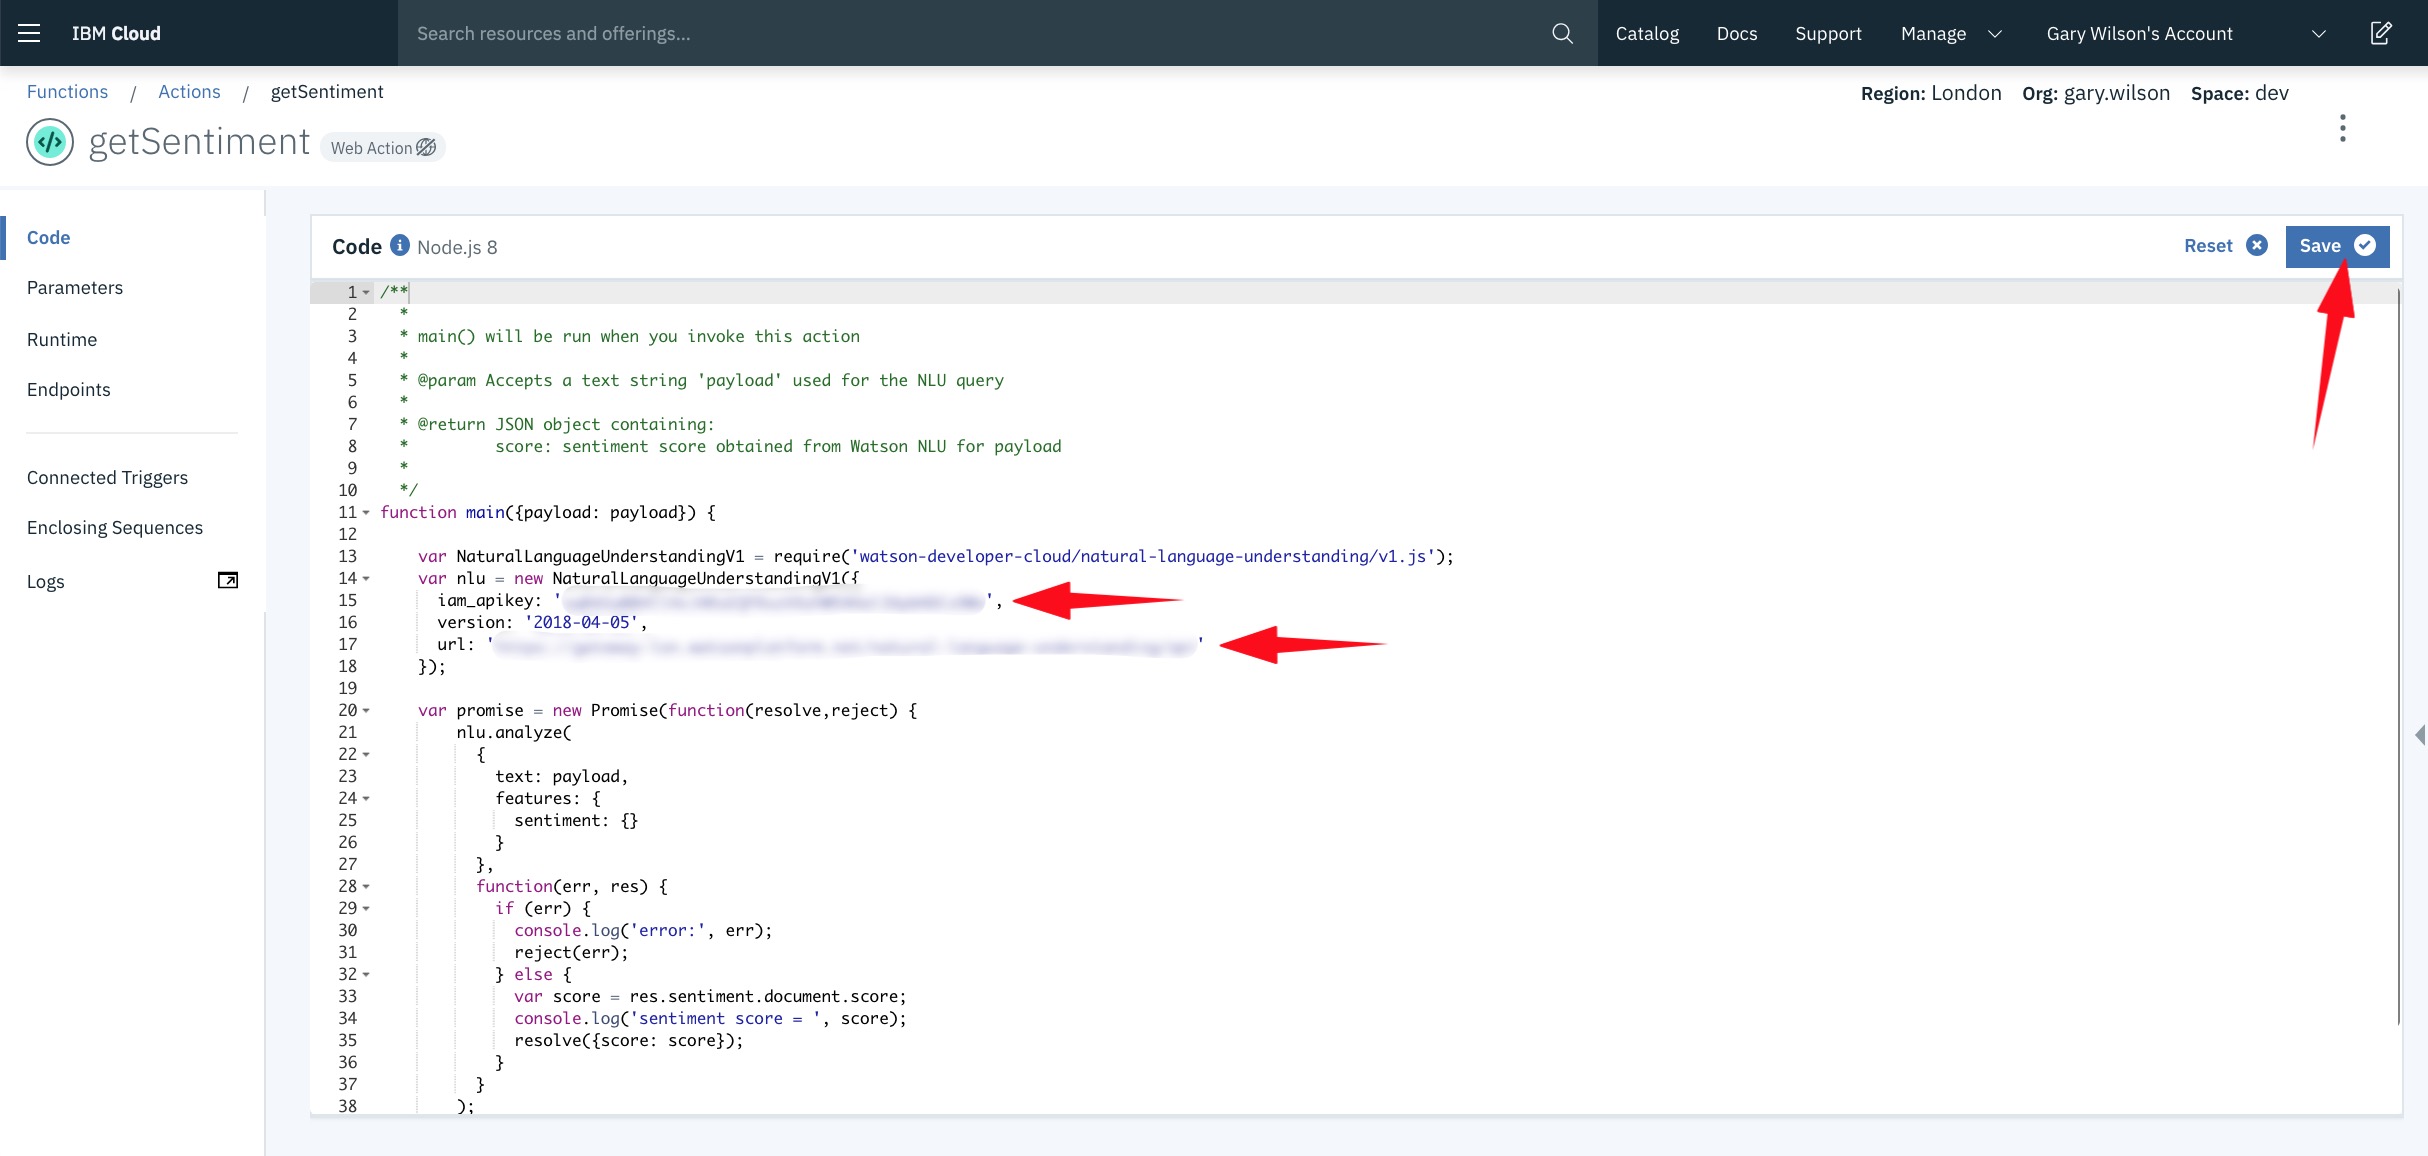 IBM Cloud
Search resources and offerings...
Catalog
Docs
Support
Manage
Gary Wilson's Account
Functions / Actions / getSentiment
Region: London Org: gary.wilson Space: dev
getSentiment
Web Action
Code
Parameters
Runtime
Endpoints
Connected Triggers
Enclosing Sequences
Logs
Code i Node.js 8
Reset
Save
1 /**
2 *
3 * main() will be run when you invoke this action
4 *
5 * @param Accepts a text string 'payload' used for the NLU query
6 *
7 * @return JSON object containing:
8 * score: sentiment score obtained from Watson NLU for payload
9 *
10 */
11 function main({payload: payload}) {
12
13 var NaturalLanguageUnderstandingV1 = require('watson-developer-cloud/natural-language-understanding/v1.js');
14 var nlu = new NaturalLanguageUnderstandingV1({
15 iam_apikey: '',
16 version: '2018-04-05',
17 url: ''
18 });
19
20 var promise = new Promise(function(resolve,reject) {
21 nlu.analyze(
22 {
23 text: payload,
24 features: {
25 sentiment: {}
26 }
27 },
28 function(err, res) {
29 if (err) {
30 console.log('error:', err);
31 reject(err);
32 } else {
33 var score = res.sentiment.document.score;
34 console.log('sentiment score = ', score);
35 resolve({score: score});
36 }
37 }
38 );